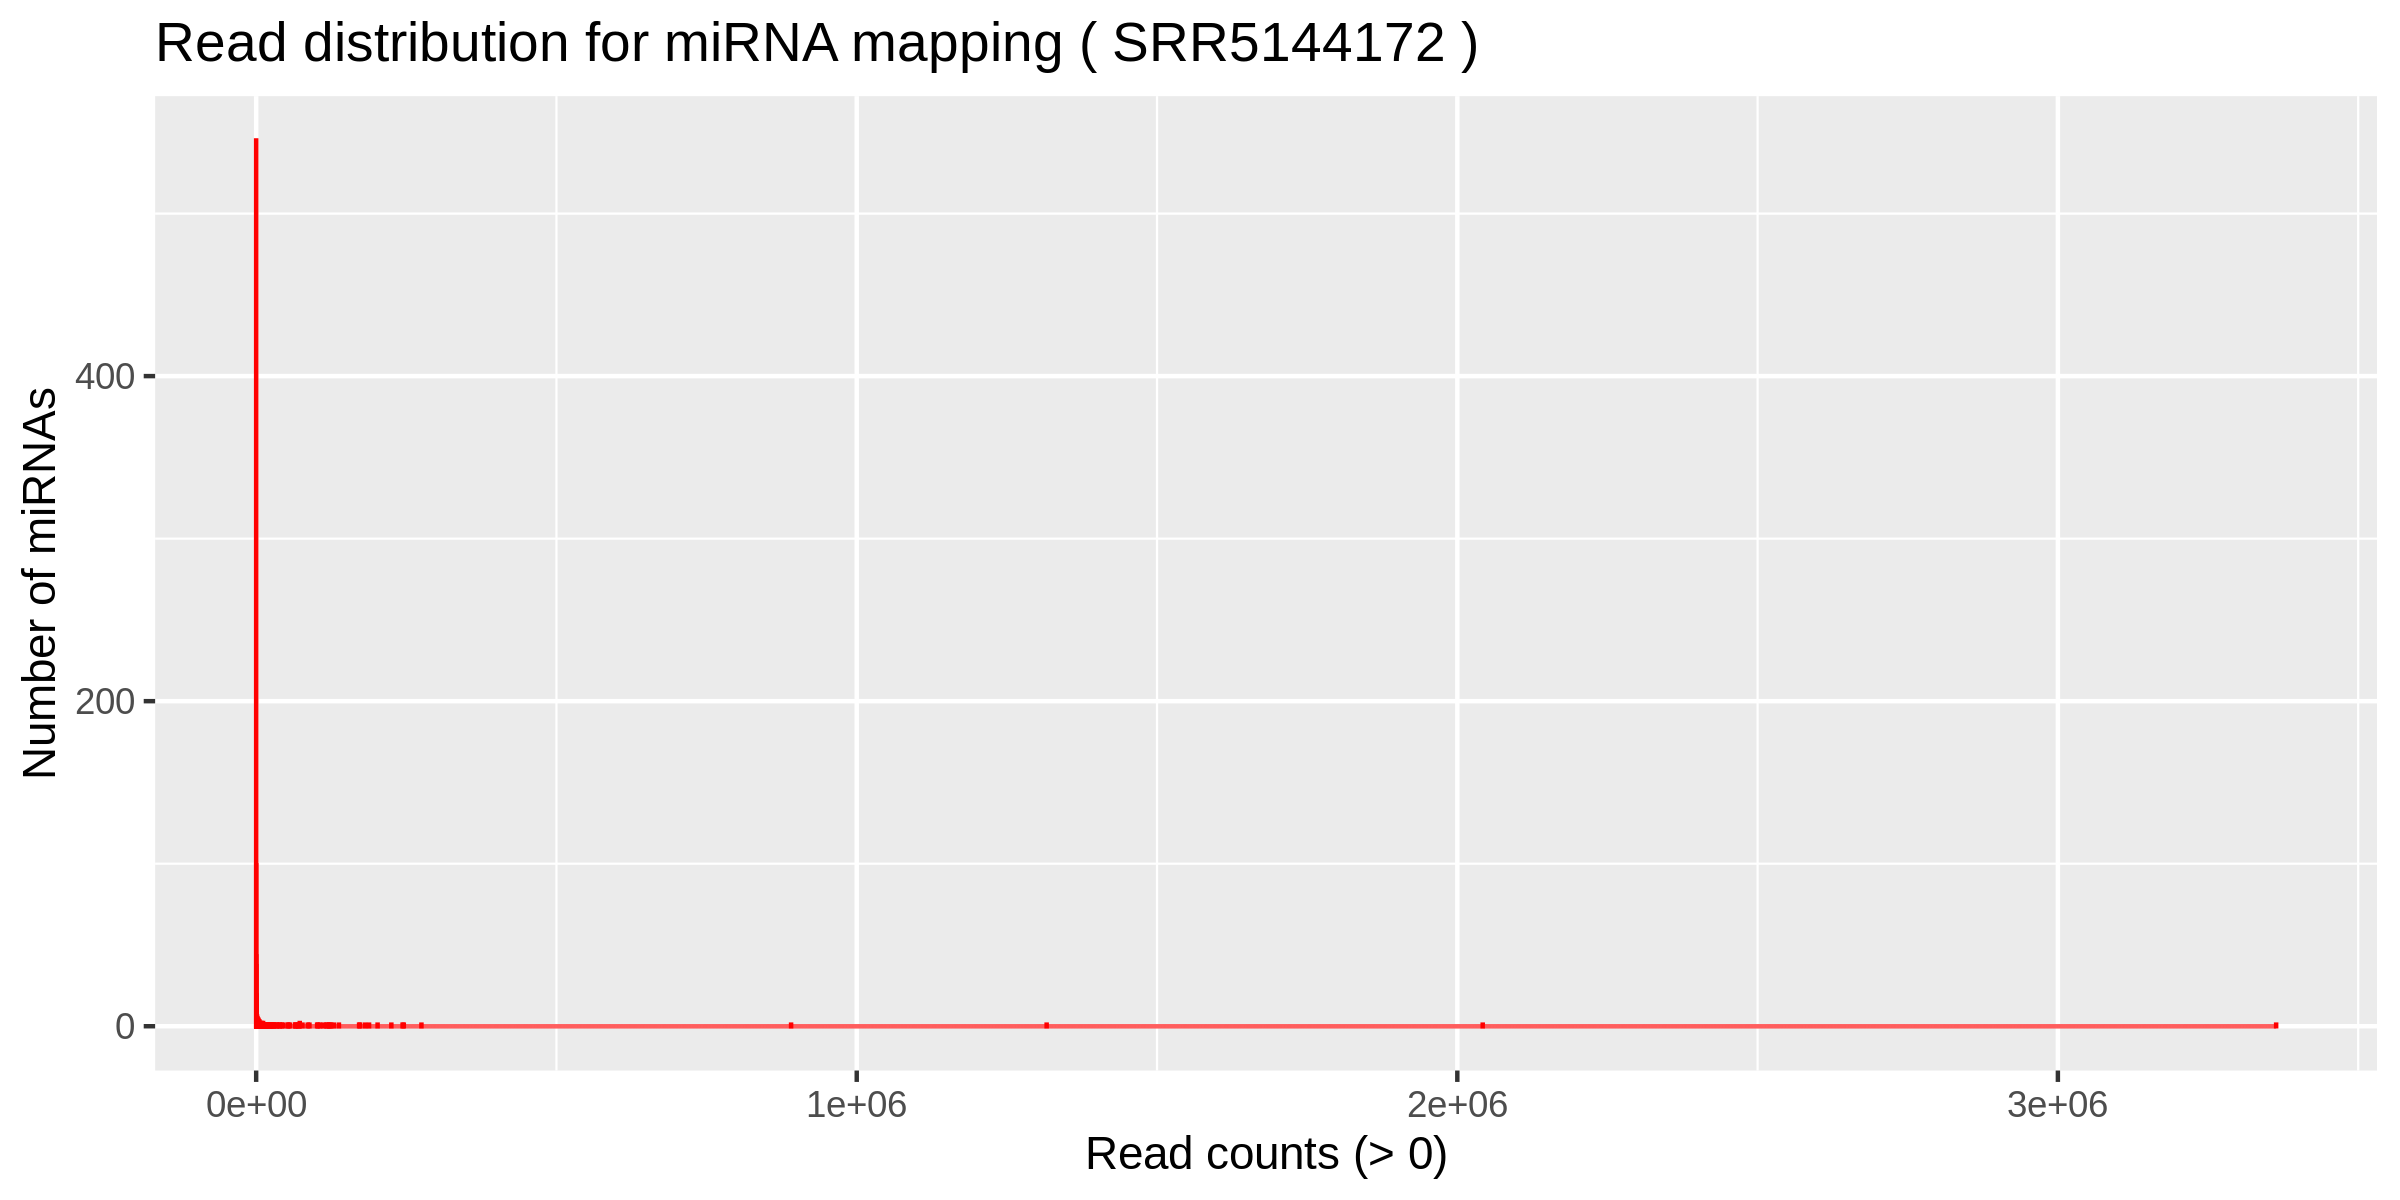 Read distribution for miRNA mapping ( SRR5144172 )
Number of miRNAs
400
200
0
0e+00
1e+06
2e+06
3e+06
Read counts (> 0)